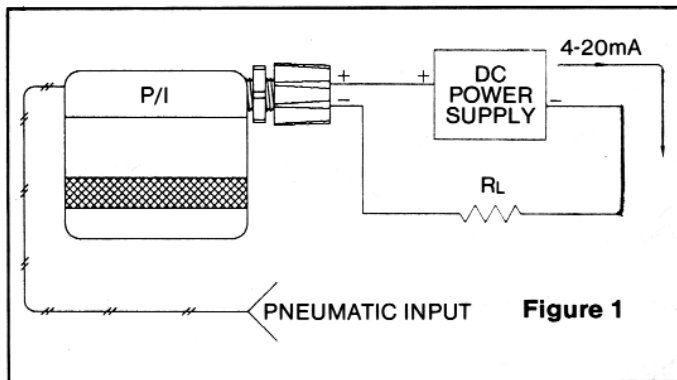 4-20mA
P/I
+
+
DC
POWER
SUPPLY
−
−
RL
PNEUMATIC INPUT
Figure 1